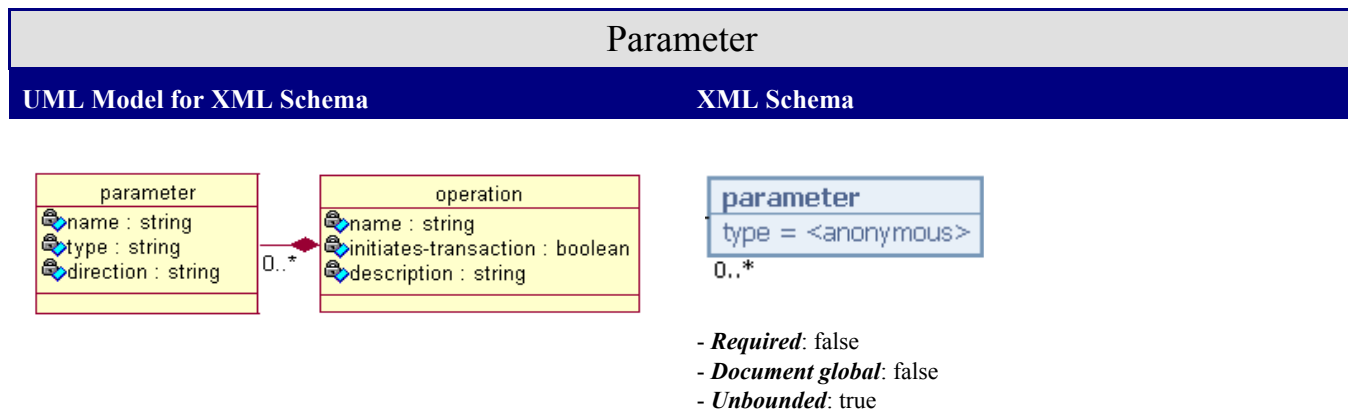 Parameter
UML Model for XML Schema
XML Schema
parameter
name : string
type : string
direction : string
0..*
operation
name : string
initiates-transaction : boolean
description : string
parameter
type = <anonymous>
0..*
- Required: false
- Document global: false
- Unbounded: true